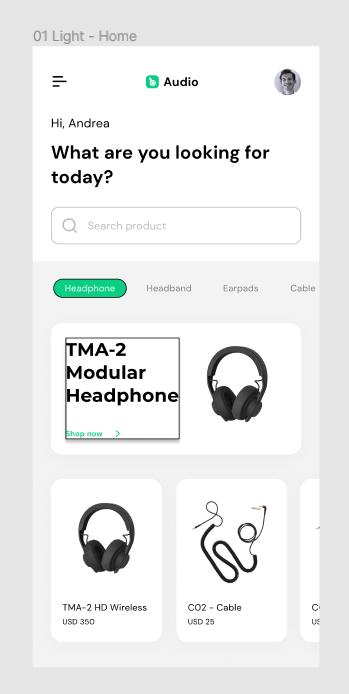 01 Light - Home
Audio
Hi, Andrea
What are you looking for
today?
Search product
Headphone Headband Earpads Cable
TMA-2
Modular
Headphone
Shop now
TMA-2 HD Wireless
USD 350
CO2 - Cable
USD 25